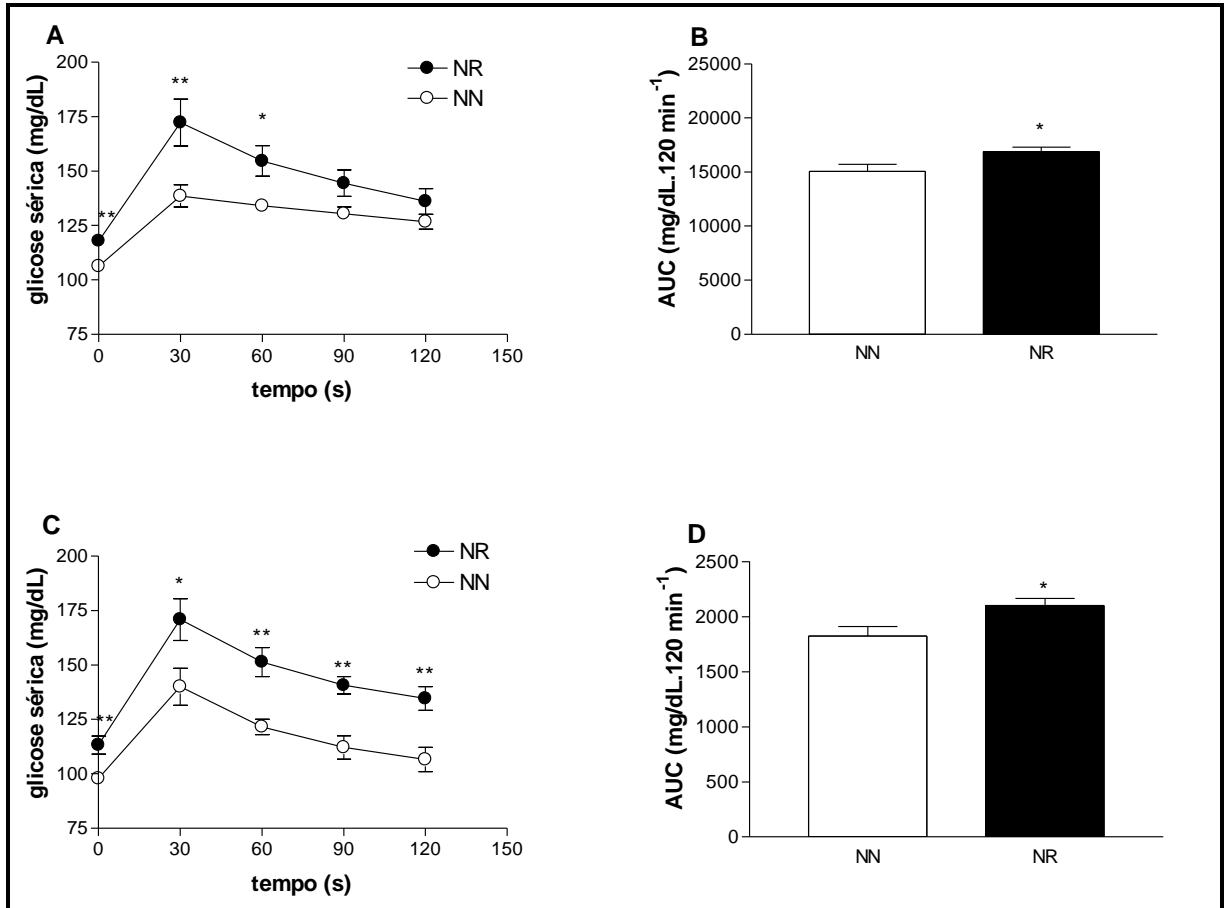 A
glicose sérica (mg/dL)
200
175
150
125
100
75
** ** *
NR
NN
0 30 60 90 120 150
tempo (s)
B
AUC (mg/dL.120 min⁻¹)
25000
20000
15000
10000
5000
0
*
NN NR
C
glicose sérica (mg/dL)
200
175
150
125
100
75
** * ** ** **
NR
NN
0 30 60 90 120 150
tempo (s)
D
AUC (mg/dL.120 min⁻¹)
2500
2000
1500
1000
500
0
*
NN NR